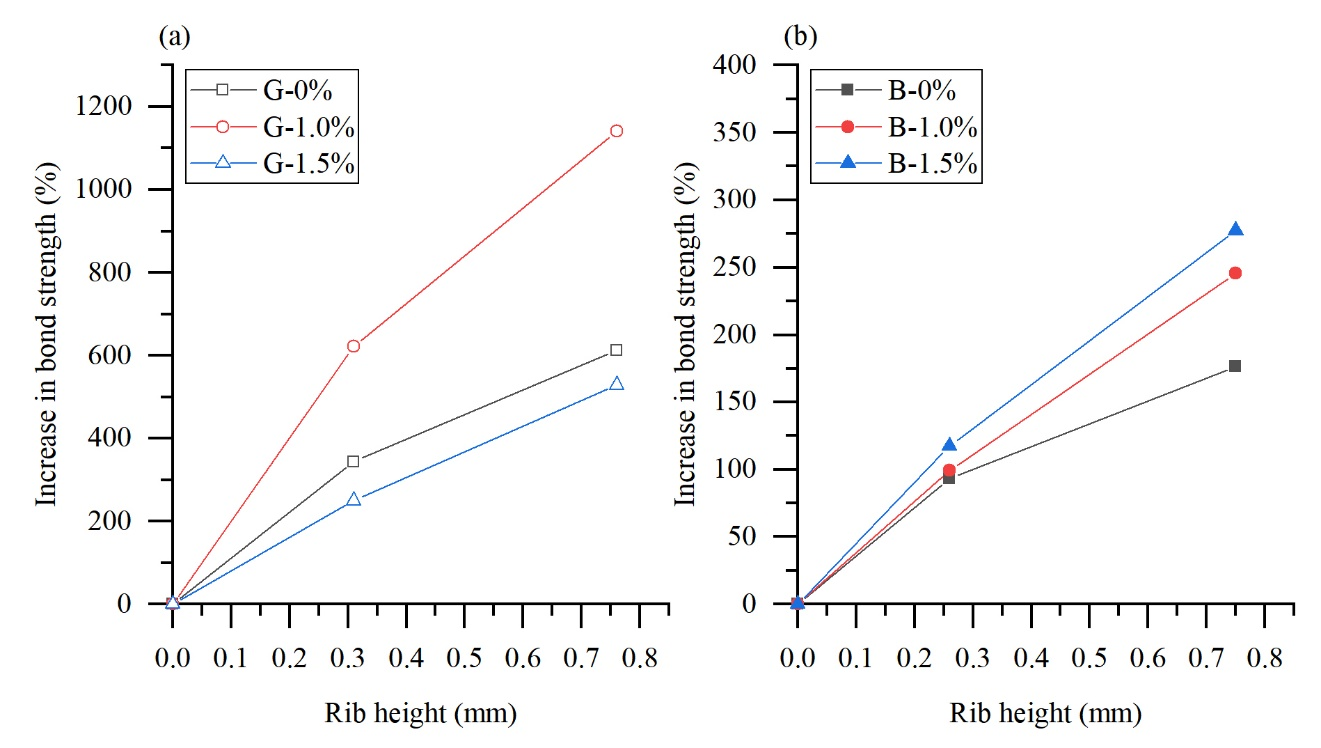 (a)
G-0%
G-1.0%
G-1.5%
1200
1000
800
600
400
200
0
0.0 0.1 0.2 0.3 0.4 0.5 0.6 0.7 0.8
Rib height (mm)
Increase in bond strength (%)
(b)
B-0%
B-1.0%
B-1.5%
400
350
300
250
200
150
100
50
0
0.0 0.1 0.2 0.3 0.4 0.5 0.6 0.7 0.8
Rib height (mm)
Increase in bond strength (%)